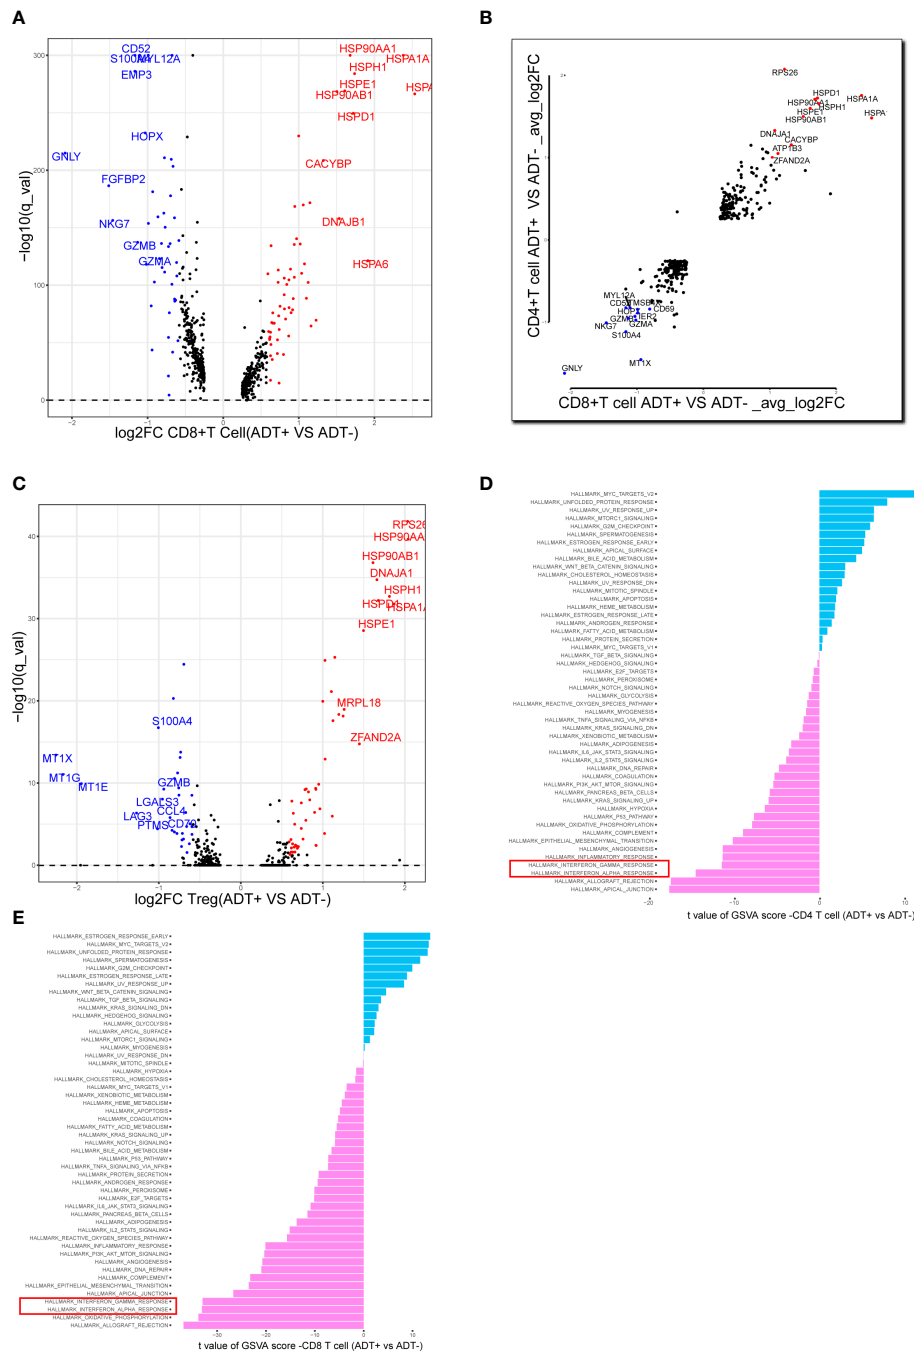 A
300
200
100
0
−log10(q_val)
CD52
S100A4
MYL12A
EMP3
HOPX
GNLY
FGFBP2
NKG7
GZMB
GZMA
HSP90AA1
HSPA1A
HSPH1
HSPE1
HSPA
HSP90AB1
HSPD1
CACYBP
DNAJB1
HSPA6
−2
−1
0
1
2
log2FC CD8+T Cell(ADT+ VS ADT-)
B
2
CD4+T cell ADT+ VS ADT- _avg_log2FC
RPS26
HSPD1
HSPA1A
HSP90AA1
HSPH1
HSPE1
HSPA
HSP90AB1
DNAJA1
CACYBP
ATP1B3
ZFAND2A
MYL12A
CD52
TMSB4X
CD69
HOPX
IER2
GZMB
GZMA
NKG7
S100A4
MT1X
GNLY
0
CD8+T cell ADT+ VS ADT- _avg_log2FC
C
40
30
20
10
0
−log10(q_val)
RPS26
HSP90AA
HSP90AB1
DNAJA1
HSPH1
HSPD1
HSPA1A
HSPE1
MRPL18
ZFAND2A
S100A4
MT1X
MT1G
MT1E
GZMB
LGALS3
CCL4
LAG3
PTMS
CD70
−2
−1
0
1
2
log2FC Treg(ADT+ VS ADT-)
D
HALLMARK_MYC_TARGETS_V2
HALLMARK_UNFOLDED_PROTEIN_RESPONSE
HALLMARK_UV_RESPONSE_UP
HALLMARK_MTORC1_SIGNALING
HALLMARK_G2M_CHECKPOINT
HALLMARK_SPERMATOGENESIS
HALLMARK_ESTROGEN_RESPONSE_EARLY
HALLMARK_APICAL_SURFACE
HALLMARK_BILE_ACID_METABOLISM
HALLMARK_WNT_BETA_CATENIN_SIGNALING
HALLMARK_CHOLESTEROL_HOMEOSTASIS
HALLMARK_UV_RESPONSE_DN
HALLMARK_MITOTIC_SPINDLE
HALLMARK_APOPTOSIS
HALLMARK_HEME_METABOLISM
HALLMARK_ESTROGEN_RESPONSE_LATE
HALLMARK_ANDROGEN_RESPONSE
HALLMARK_FATTY_ACID_METABOLISM
HALLMARK_PROTEIN_SECRETION
HALLMARK_MYC_TARGETS_V1
HALLMARK_TGF_BETA_SIGNALING
HALLMARK_HEDGEHOG_SIGNALING
HALLMARK_E2F_TARGETS
HALLMARK_PEROXISOME
HALLMARK_NOTCH_SIGNALING
HALLMARK_GLYCOLYSIS
HALLMARK_REACTIVE_OXYGEN_SPECIES_PATHWAY
HALLMARK_MYOGENESIS
HALLMARK_TNFA_SIGNALING_VIA_NFKB
HALLMARK_KRAS_SIGNALING_DN
HALLMARK_XENOBIOTIC_METABOLISM
HALLMARK_ADIPOGENESIS
HALLMARK_IL6_JAK_STAT3_SIGNALING
HALLMARK_IL2_STAT5_SIGNALING
HALLMARK_DNA_REPAIR
HALLMARK_COAGULATION
HALLMARK_PI3K_AKT_MTOR_SIGNALING
HALLMARK_PANCREAS_BETA_CELLS
HALLMARK_KRAS_SIGNALING_UP
HALLMARK_HYPOXIA
HALLMARK_P53_PATHWAY
HALLMARK_OXIDATIVE_PHOSPHORYLATION
HALLMARK_COMPLEMENT
HALLMARK_EPITHELIAL_MESENCHYMAL_TRANSITION
HALLMARK_ANGIOGENESIS
HALLMARK_INFLAMMATORY_RESPONSE
HALLMARK_INTERFERON_GAMMA_RESPONSE
HALLMARK_INTERFERON_ALPHA_RESPONSE
HALLMARK_ALLOGRAFT_REJECTION
HALLMARK_APICAL_JUNCTION
−20
−10
0
10
t value of GSVA score -CD4 T cell (ADT+ vs ADT-)
E
HALLMARK_ESTROGEN_RESPONSE_EARLY
HALLMARK_MYC_TARGETS_V2
HALLMARK_UNFOLDED_PROTEIN_RESPONSE
HALLMARK_SPERMATOGENESIS
HALLMARK_G2M_CHECKPOINT
HALLMARK_ESTROGEN_RESPONSE_LATE
HALLMARK_UV_RESPONSE_UP
HALLMARK_WNT_BETA_CATENIN_SIGNALING
HALLMARK_TGF_BETA_SIGNALING
HALLMARK_KRAS_SIGNALING_DN
HALLMARK_HEDGEHOG_SIGNALING
HALLMARK_GLYCOLYSIS
HALLMARK_APICAL_SURFACE
HALLMARK_MTORC1_SIGNALING
HALLMARK_MYOGENESIS
HALLMARK_UV_RESPONSE_DN
HALLMARK_MITOTIC_SPINDLE
HALLMARK_HYPOXIA
HALLMARK_CHOLESTEROL_HOMEOSTASIS
HALLMARK_MYC_TARGETS_V1
HALLMARK_XENOBIOTIC_METABOLISM
HALLMARK_HEME_METABOLISM
HALLMARK_APOPTOSIS
HALLMARK_COAGULATION
HALLMARK_FATTY_ACID_METABOLISM
HALLMARK_KRAS_SIGNALING_UP
HALLMARK_NOTCH_SIGNALING
HALLMARK_BILE_ACID_METABOLISM
HALLMARK_P53_PATHWAY
HALLMARK_TNFA_SIGNALING_VIA_NFKB
HALLMARK_PROTEIN_SECRETION
HALLMARK_ANDROGEN_RESPONSE
HALLMARK_PEROXISOME
HALLMARK_E2F_TARGETS
HALLMARK_IL6_JAK_STAT3_SIGNALING
HALLMARK_PANCREAS_BETA_CELLS
HALLMARK_ADIPOGENESIS
HALLMARK_IL2_STAT5_SIGNALING
HALLMARK_REACTIVE_OXYGEN_SPECIES_PATHWAY
HALLMARK_INFLAMMATORY_RESPONSE
HALLMARK_PI3K_AKT_MTOR_SIGNALING
HALLMARK_ANGIOGENESIS
HALLMARK_DNA_REPAIR
HALLMARK_COMPLEMENT
HALLMARK_EPITHELIAL_MESENCHYMAL_TRANSITION
HALLMARK_APICAL_JUNCTION
HALLMARK_INTERFERON_GAMMA_RESPONSE
HALLMARK_INTERFERON_ALPHA_RESPONSE
HALLMARK_OXIDATIVE_PHOSPHORYLATION
HALLMARK_ALLOGRAFT_REJECTION
−30
−20
−10
0
10
t value of GSVA score -CD8 T cell (ADT+ vs ADT-)